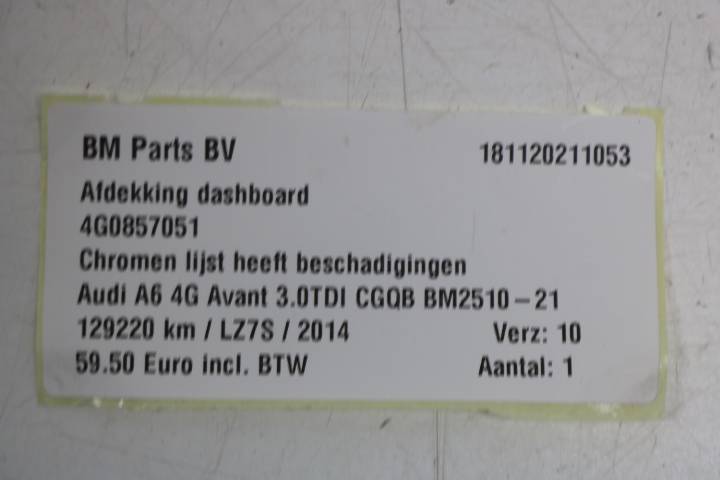 BM Parts BV 181120211053
Afdekking dashboard
4G0857051
Chromen lijst heeft beschadigingen
Audi A6 4G Avant 3.0TDI CGQB BM2510-21
129220 km / LZ7S / 2014 Verz: 10
59.50 Euro incl. BTW Aantal: 1